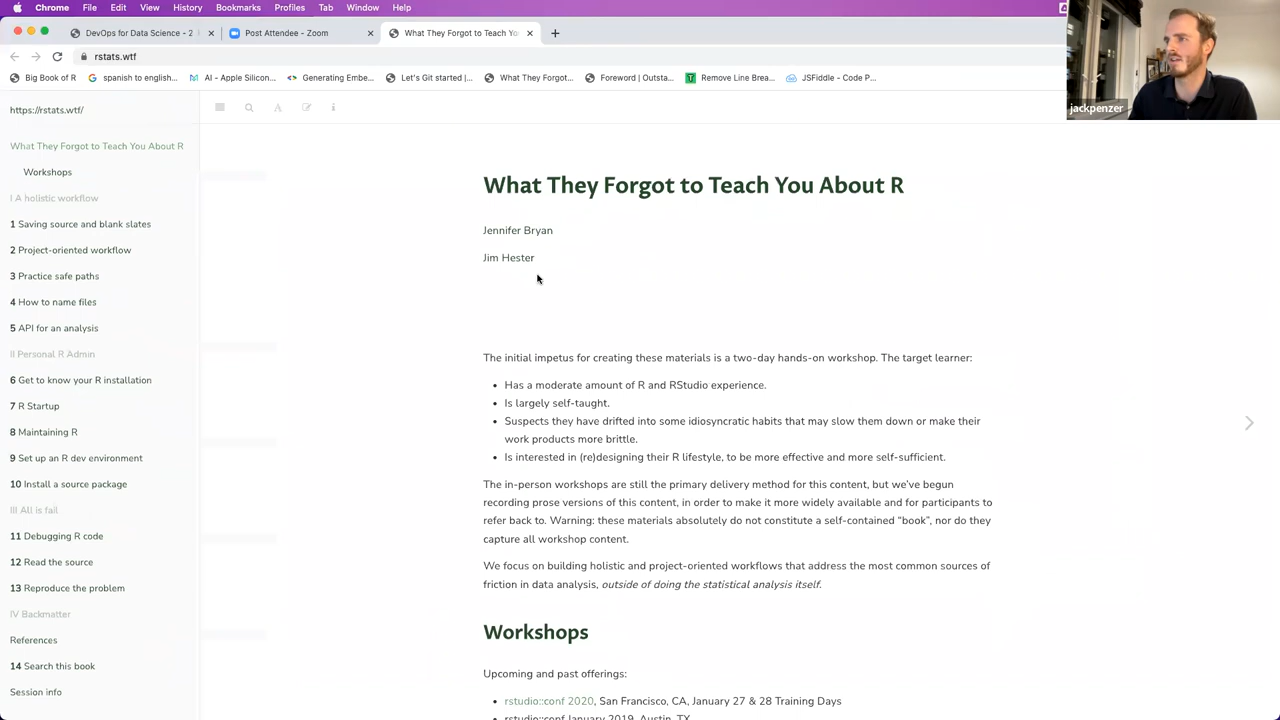 Chrome File Edit View History Bookmarks Profiles Tab Window Help
DevOps for Data Science - 2
Post Attendee - Zoom
What They Forgot to Teach Yo
rstats.wtf
Big Book of R
spanish to english...
AI - Apple Silicon...
Generating Embe...
Let's Git started |...
What They Forgot...
Foreword | Outsta...
Remove Line Brea...
JSFiddle - Code P...
jackpenzer
https://rstats.wtf/
What They Forgot to Teach You About R
Workshops
I A holistic workflow
1 Saving source and blank slates
2 Project-oriented workflow
3 Practice safe paths
4 How to name files
5 API for an analysis
II Personal R Admin
6 Get to know your R installation
7 R Startup
8 Maintaining R
9 Set up an R dev environment
10 Install a source package
III All is fail
11 Debugging R code
12 Read the source
13 Reproduce the problem
IV Backmatter
References
14 Search this book
Session info
What They Forgot to Teach You About R
Jennifer Bryan
Jim Hester
The initial impetus for creating these materials is a two-day hands-on workshop. The target learner:
• Has a moderate amount of R and RStudio experience.
• Is largely self-taught.
• Suspects they have drifted into some idiosyncratic habits that may slow them down or make their
work products more brittle.
• Is interested in (re)designing their R lifestyle, to be more effective and more self-sufficient.
The in-person workshops are still the primary delivery method for this content, but we've begun
recording prose versions of this content, in order to make it more widely available and for participants to
refer back to. Warning: these materials absolutely do not constitute a self-contained “book”, nor do they
capture all workshop content.
We focus on building holistic and project-oriented workflows that address the most common sources of
friction in data analysis, outside of doing the statistical analysis itself.
Workshops
Upcoming and past offerings:
• rstudio::conf 2020, San Francisco, CA, January 27 & 28 Training Days
• rstudio::conf January 2019, Austin, TX